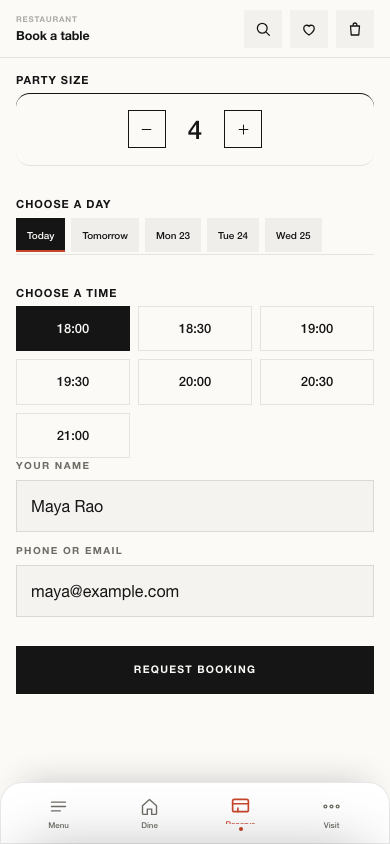 RESTAURANT
Book a table
PARTY SIZE
− 4 +
CHOOSE A DAY
Today Tomorrow Mon 23 Tue 24 Wed 25
CHOOSE A TIME
18:00 18:30 19:00
19:30 20:00 20:30
21:00
YOUR NAME
Maya Rao
PHONE OR EMAIL
maya@example.com
REQUEST BOOKING
Menu Dine Visit